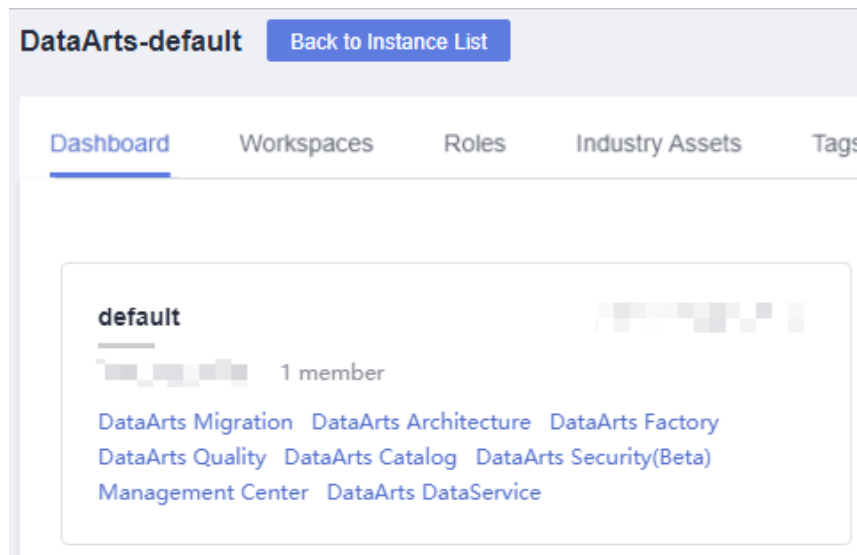 DataArts-default Back to Instance List
Dashboard Workspaces Roles Industry Assets Tags
default
1 member
DataArts Migration DataArts Architecture DataArts Factory
DataArts Quality DataArts Catalog DataArts Security(Beta)
Management Center DataArts DataService